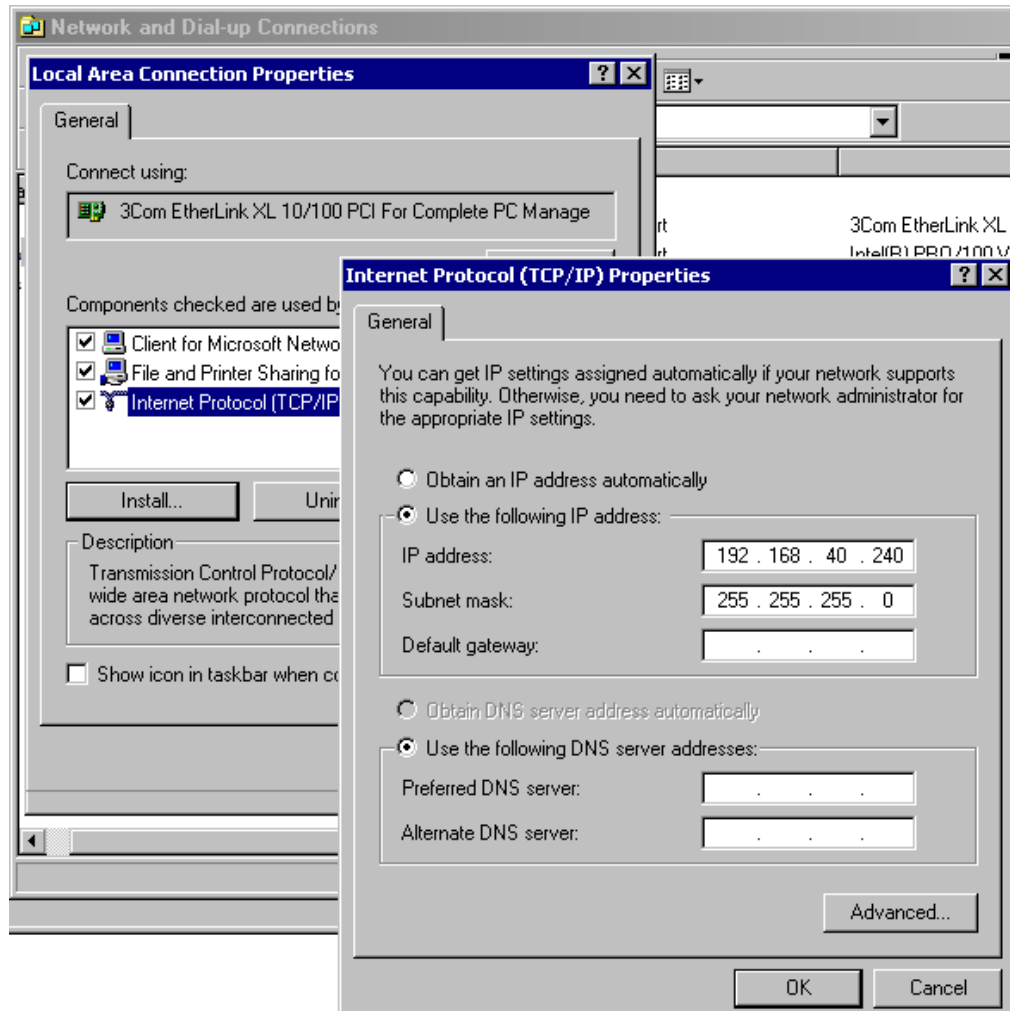 Network and Dial-up Connections
Local Area Connection Properties
General
Connect using:
3Com EtherLink XL 10/100 PCI For Complete PC Manage
rt
3Com EtherLink XL
rt
Intel(R) PRO/100 V
Components checked are used by
Client for Microsoft Netwo
File and Printer Sharing fo
Internet Protocol (TCP/IP
Install...
Unin
Description
Transmission Control Protocol/
wide area network protocol tha
across diverse interconnected
Show icon in taskbar when co
Internet Protocol (TCP/IP) Properties
General
You can get IP settings assigned automatically if your network supports
this capability. Otherwise, you need to ask your network administrator for
the appropriate IP settings.
Obtain an IP address automatically
Use the following IP address:
IP address: 192 . 168 . 40 . 240
Subnet mask: 255 . 255 . 255 . 0
Default gateway: . . .
Obtain DNS server address automatically
Use the following DNS server addresses:
Preferred DNS server: . . .
Alternate DNS server: . . .
Advanced...
OK
Cancel